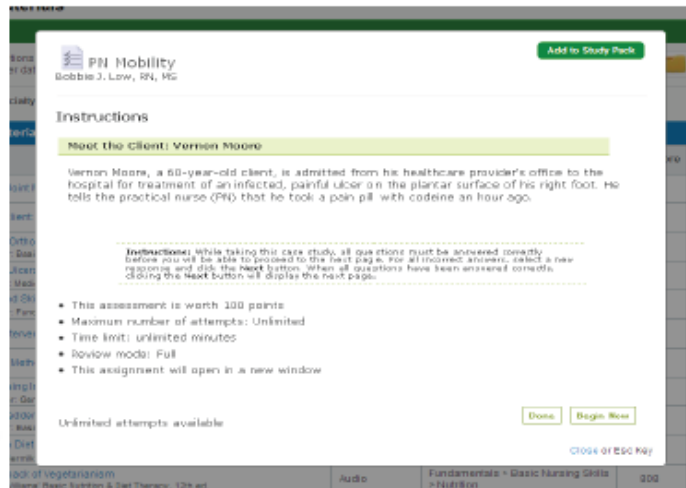 PN Mobility
Add to Study Pack
Bobbie J. Low, RN, MS
Instructions
Meet the Client: Vernon Moore
Vernon Moore, a 60-year-old client, is admitted from his healthcare provider's office to the
hospital for treatment of an infected, painful ulcer on the plantar surface of his right foot. He
tells the practical nurse (PN) that he took a pain pill with codeine an hour ago.
Instructions: While taking this case study, all questions must be answered correctly
before you will be able to proceed to the next page. For all incorrect answers, select a new
response and click the Next button. When all questions have been answered correctly,
clicking the Next button will display the next page.
• This assessment is worth 100 points
• Maximum number of attempts: Unlimited
• Time limit: unlimited minutes
• Review mode: Full
• This assignment will open in a new window
Unlimited attempts available
Done
Begin Now
Close or Esc Key
of Vegetarianism
Audio
Fundamentals > Basic Nursing Skills
> Nutrition
Basic Nutrition & Diet Therapy, 12th ed